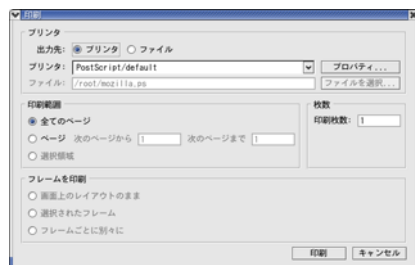 印刷
プリンタ
出力先: プリンタ ファイル
プリンタ: PostScript/default プロパティ...
ファイル: /root/mozilla.ps ファイルを選択...
印刷範囲
全てのページ
ページ 次のページから 1 次のページまで 1
選択領域
枚数
印刷枚数: 1
フレームを印刷
画面上のレイアウトのまま
選択されたフレーム
フレームごとに別々に
印刷 キャンセル